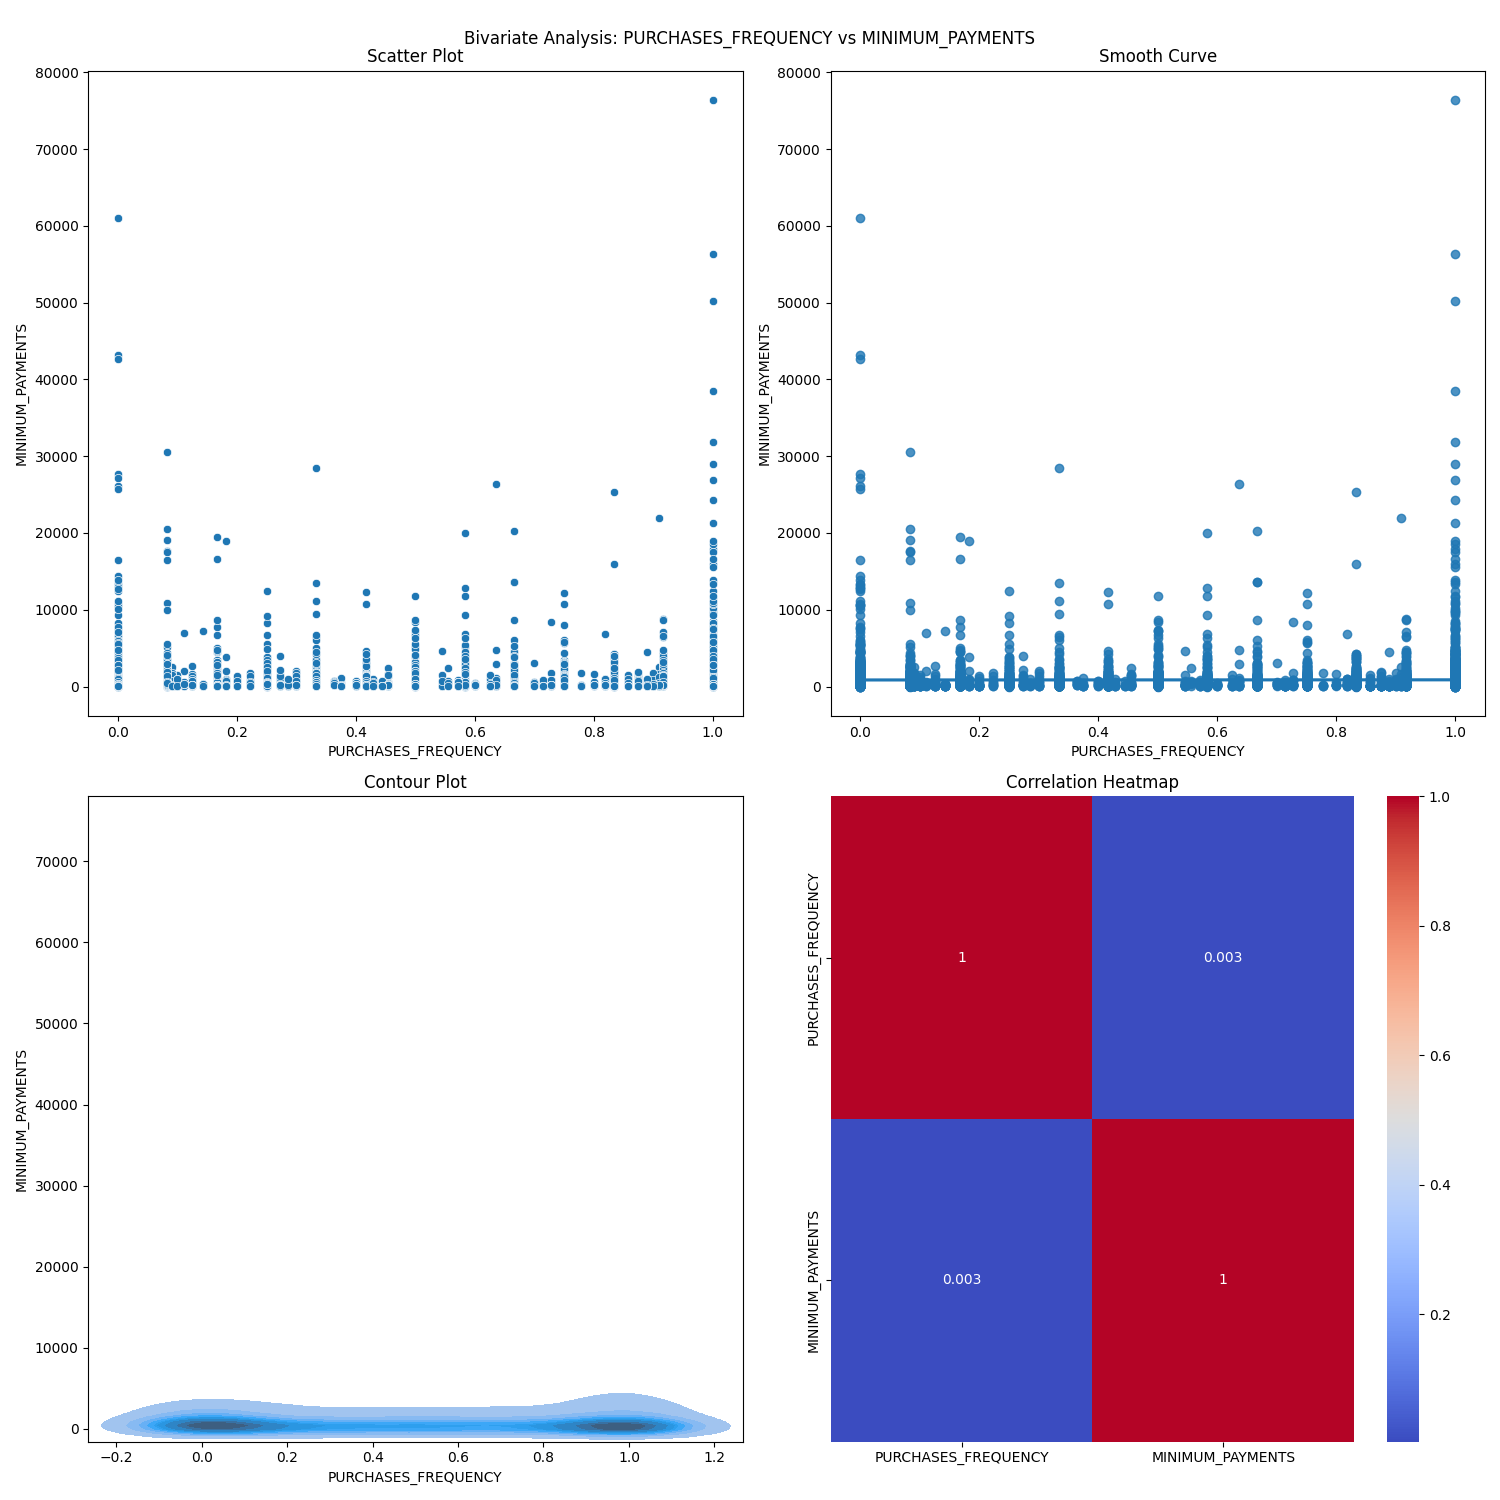 Bivariate Analysis: PURCHASES_FREQUENCY vs MINIMUM_PAYMENTS
Scatter Plot
80000
70000
60000
50000
40000
30000
20000
10000
0
MINIMUM_PAYMENTS
0.0 0.2 0.4 0.6 0.8 1.0
PURCHASES_FREQUENCY
Smooth Curve
80000
70000
60000
50000
40000
30000
20000
10000
0
MINIMUM_PAYMENTS
0.0 0.2 0.4 0.6 0.8 1.0
PURCHASES_FREQUENCY
Contour Plot
70000
60000
50000
40000
30000
20000
10000
0
MINIMUM_PAYMENTS
−0.2 0.0 0.2 0.4 0.6 0.8 1.0 1.2
PURCHASES_FREQUENCY
Correlation Heatmap
PURCHASES_FREQUENCY
MINIMUM_PAYMENTS
1 0.003
0.003 1
PURCHASES_FREQUENCY MINIMUM_PAYMENTS
1.0
0.8
0.6
0.4
0.2